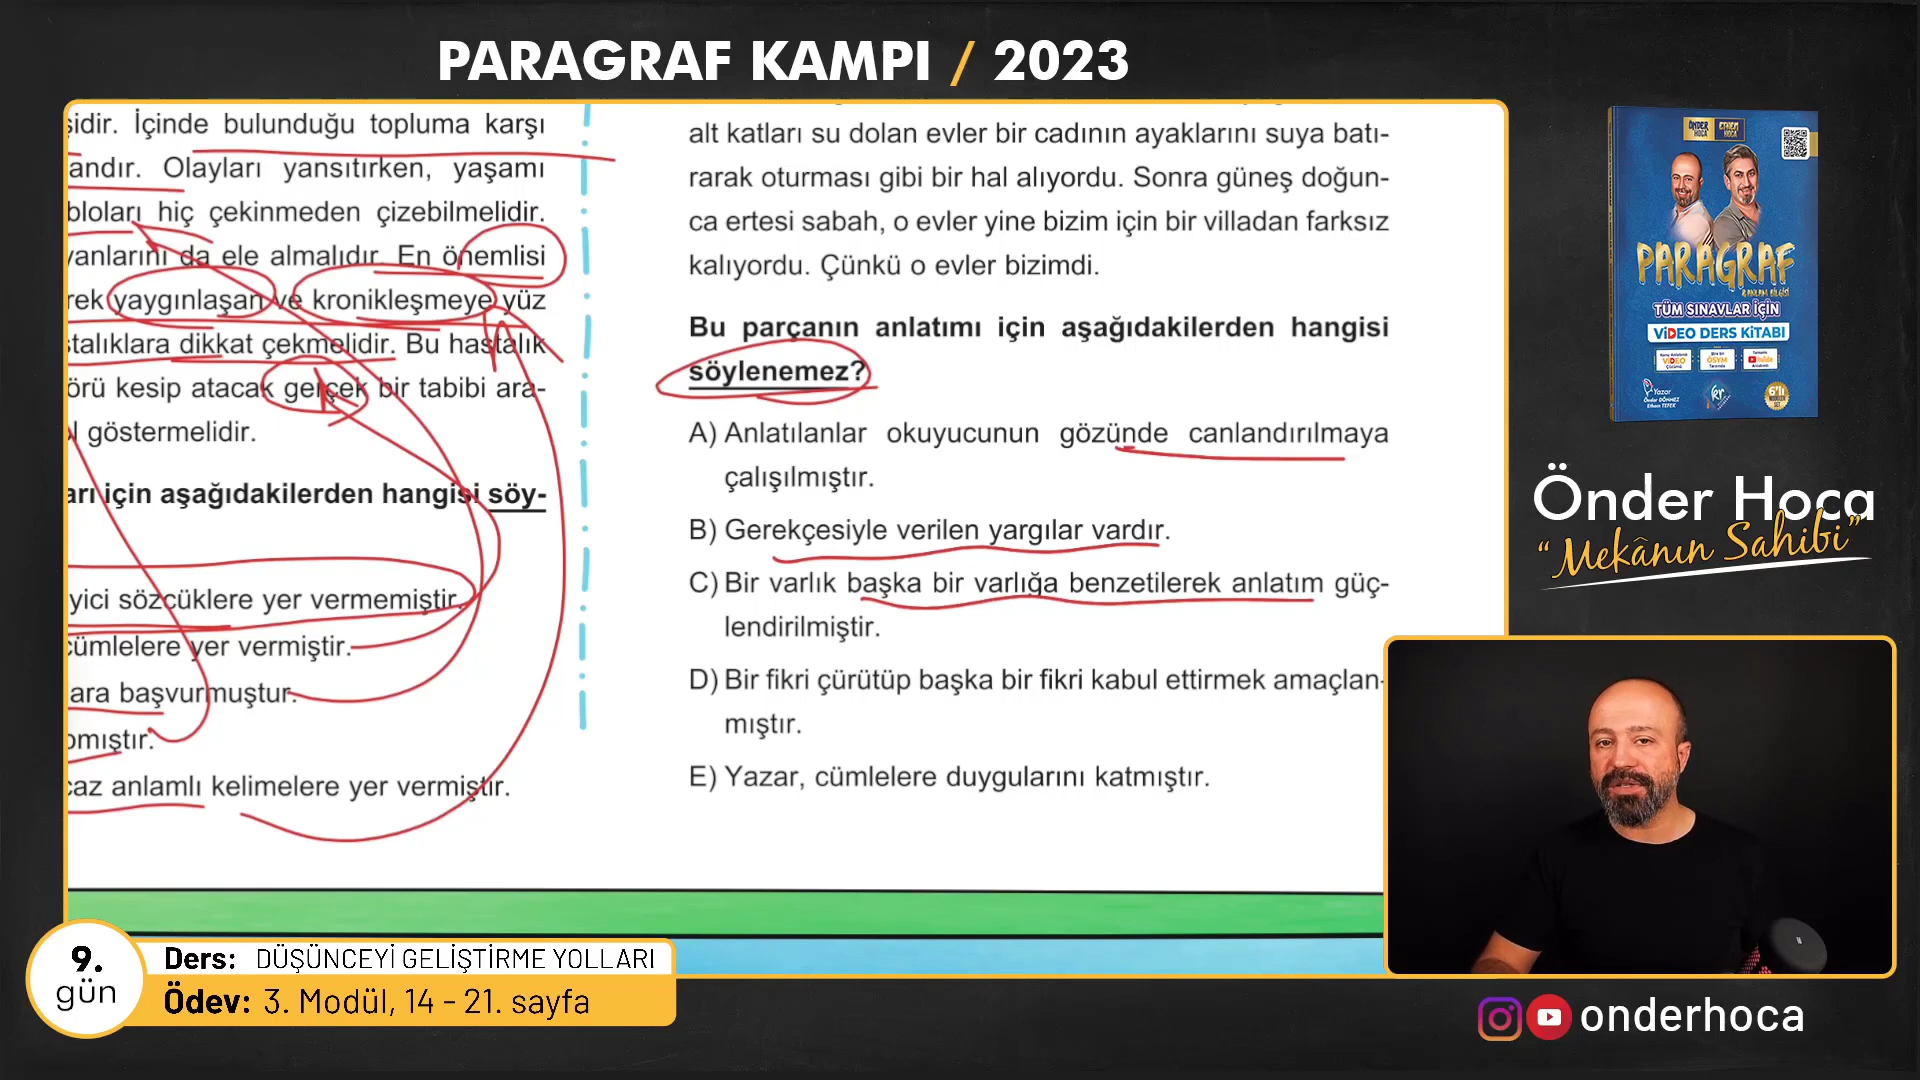 PARAGRAF KAMPI / 2023
şidir. İçinde bulunduğu topluma karşı
andır. Olayları yansıtırken, yaşamı
bloları hiç çekinmeden çizebilmelidir.
yanlarını da ele almalıdır. En önemlisi
rek yaygınlaşan ve kronikleşmeye yüz
stalıklara dikkat çekmelidir. Bu hastalık
örü kesip atacak gerçek bir tabibi ara-
göstermelidir.
arı için aşağıdakilerden hangisi söy-
yici sözcüklere yer vermemiştir.
cümlelere yer vermiştir.
ara başvurmuştur.
pmıştır.
caz anlamlı kelimelere yer vermiştir.
alt katları su dolan evler bir cadının ayaklarını suya batı-
rarak oturması gibi bir hal alıyordu. Sonra güneş doğun-
ca ertesi sabah, o evler yine bizim için bir villadan farksız
kalıyordu. Çünkü o evler bizimdi.
Bu parçanın anlatımı için aşağıdakilerden hangisi
söylenemez?
A) Anlatılanlar okuyucunun gözünde canlandırılmaya
çalışılmıştır.
B) Gerekçesiyle verilen yargılar vardır.
C) Bir varlık başka bir varlığa benzetilerek anlatım güç-
lendirilmiştir.
D) Bir fikri çürütüp başka bir fikri kabul ettirmek amaçlan-
mıştır.
E) Yazar, cümlelere duygularını katmıştır.
ÖNDER HOCA
ETHEM HOCA
PARAGRAF
TÜM SINAVLAR İÇİN
VİDEO DERS KİTABI
Yazar
Önder Hoca
“Mekânın Sahibi”
9.
gün
Ders: DÜŞÜNCEYİ GELİŞTİRME YOLLARI
Ödev: 3. Modül, 14 - 21. sayfa
onderhoca